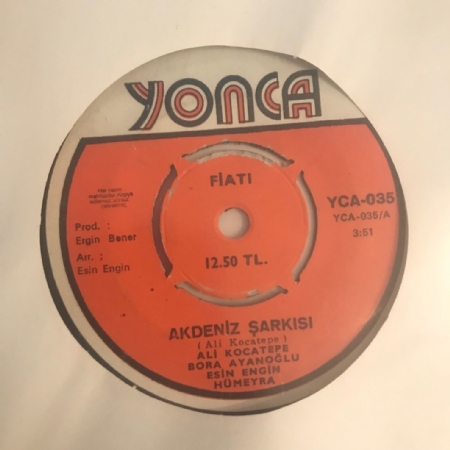 YONCA
FİATI
12.50 TL.
YCA-035
YCA-035/A
3:51
Prod. :
Ergin Bener
Arr. :
Esin Engin
AKDENİZ ŞARKISI
(Ali Kocatepe)
ALİ KOCATEPE
BORA AYANOĞLU
ESİN ENGİN
HÜMEYRA